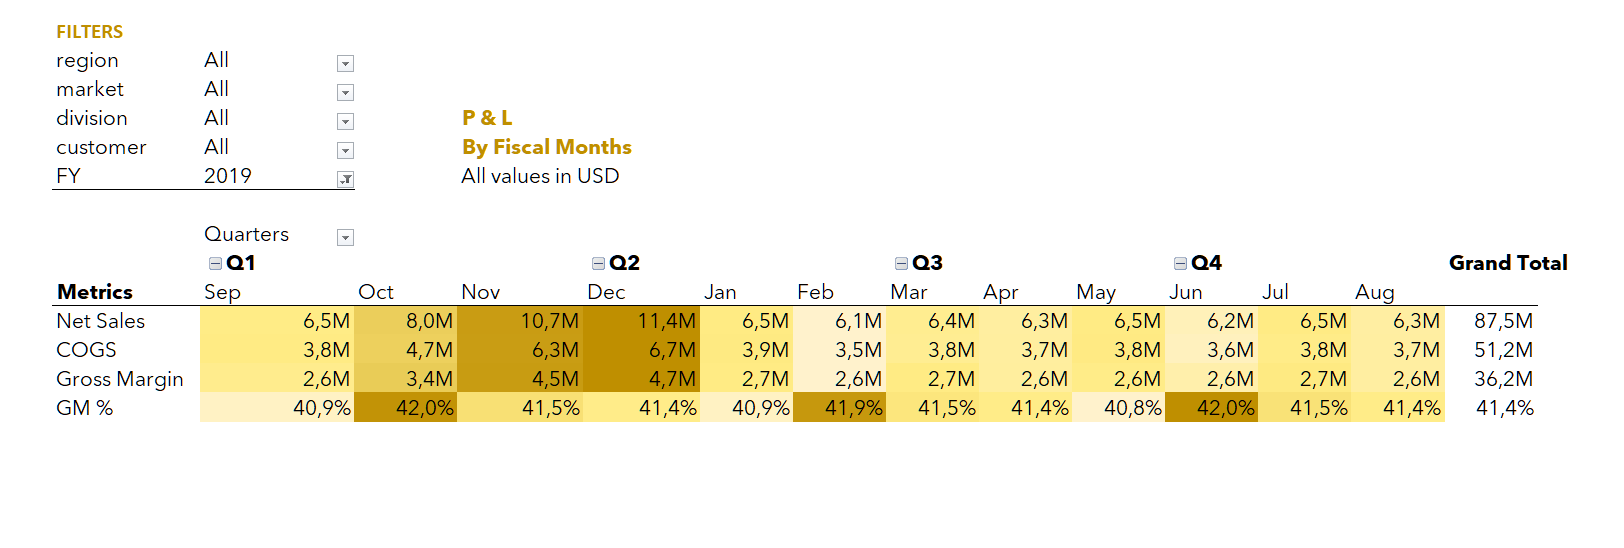 FILTERS
region All
market All
division All P & L
customer All By Fiscal Months
FY 2019 All values in USD
Quarters
Q1 Q2 Q3 Q4 Grand Total
Metrics Sep Oct Nov Dec Jan Feb Mar Apr May Jun Jul Aug
Net Sales 6,5M 8,0M 10,7M 11,4M 6,5M 6,1M 6,4M 6,3M 6,5M 6,2M 6,5M 6,3M 87,5M
COGS 3,8M 4,7M 6,3M 6,7M 3,9M 3,5M 3,8M 3,7M 3,8M 3,6M 3,8M 3,7M 51,2M
Gross Margin 2,6M 3,4M 4,5M 4,7M 2,7M 2,6M 2,7M 2,6M 2,6M 2,6M 2,7M 2,6M 36,2M
GM % 40,9% 42,0% 41,5% 41,4% 40,9% 41,9% 41,5% 41,4% 40,8% 42,0% 41,5% 41,4% 41,4%